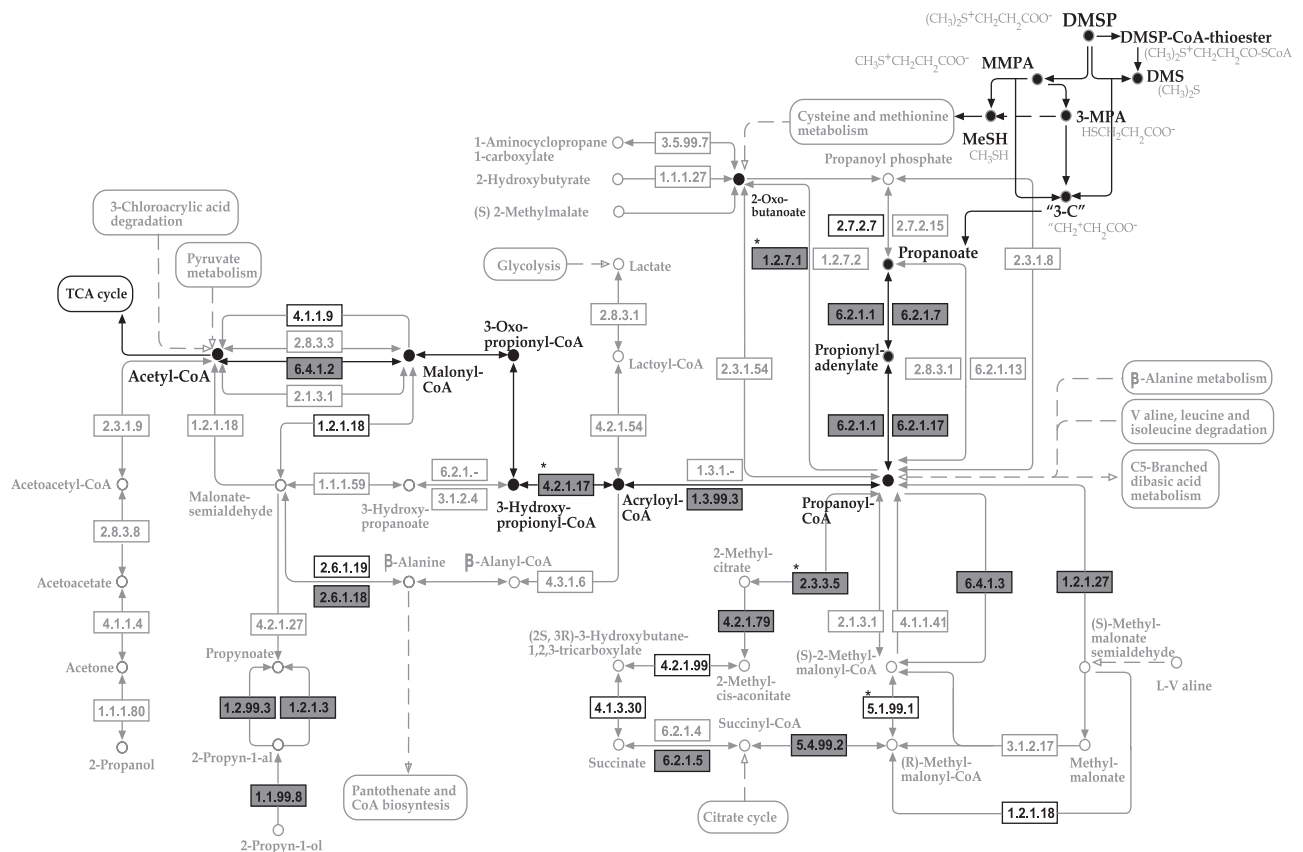 (CH3)2S+CH2CH2COO-
DMSP
DMSP-CoA-thioester
(CH3)2S+CH2CH2CO-SCoA
CH3S+CH2CH2COO-
MMPA
DMS
(CH3)2S
Cysteine and methionine
metabolism
MeSH
CH3SH
3-MPA
HSCH2CH2COO-
1-Aminocyclopropane
1-carboxylate
3.5.99.7
Propanoyl phosphate
2-Hydroxybutyrate
1.1.1.27
(S) 2-Methylmalate
2-Oxo-
butanoate
"3-C"
"CH2+CH2COO-
3-Chloroacrylic acid
degradation
2.7.2.7
2.7.2.15
Pyruvate
metabolism
Glycolysis
Lactate
*
1.2.7.1
1.2.7.2
Propanoate
2.3.1.8
TCA cycle
4.1.1.9
2.8.3.3
6.4.1.2
2.1.3.1
Acetyl-CoA
Malonyl-
CoA
3-Oxo-
propionyl-CoA
2.8.3.1
Lactoyl-CoA
6.2.1.1
6.2.1.7
Propionyl-
adenylate
2.3.1.54
2.8.3.1
6.2.1.13
β-Alanine metabolism
2.3.1.9
1.2.1.18
1.2.1.18
4.2.1.54
6.2.1.1
6.2.1.17
V aline, leucine and
isoleucine degradation
Acetoacetyl-CoA
Malonate-
semialdehyde
1.1.1.59
3-Hydroxy-
propanoate
6.2.1.-
3.1.2.4
*
4.2.1.17
3-Hydroxy-
propionyl-CoA
Acryloyl-
CoA
1.3.1.-
1.3.99.3
Propanoyl-
CoA
C5-Branched
dibasic acid
metabolism
2.8.3.8
Acetoacetate
2.6.1.19
2.6.1.18
β-Alanine
β-Alanyl-CoA
4.3.1.6
2-Methyl-
citrate
*
2.3.3.5
6.4.1.3
1.2.1.27
4.1.1.4
4.2.1.27
4.2.1.79
2.1.3.1
4.1.1.41
Acetone
Propynoate
(2S, 3R)-3-Hydroxybutane-
1,2,3-tricarboxylate
4.2.1.99
2-Methyl-
cis-aconitate
(S)-2-Methyl-
malonyl-CoA
(S)-Methyl-
malonate
semialdehyde
L-V aline
1.1.1.80
1.2.99.3
1.2.1.3
4.1.3.30
*
5.1.99.1
2-Propanol
2-Propyn-1-al
Succinate
6.2.1.4
6.2.1.5
Succinyl-CoA
5.4.99.2
(R)-Methyl-
malonyl-CoA
3.1.2.17
Methyl-
malonate
1.1.99.8
Pantothenate and
CoA biosyntesis
Citrate cycle
1.2.1.18
2-Propyn-1-ol